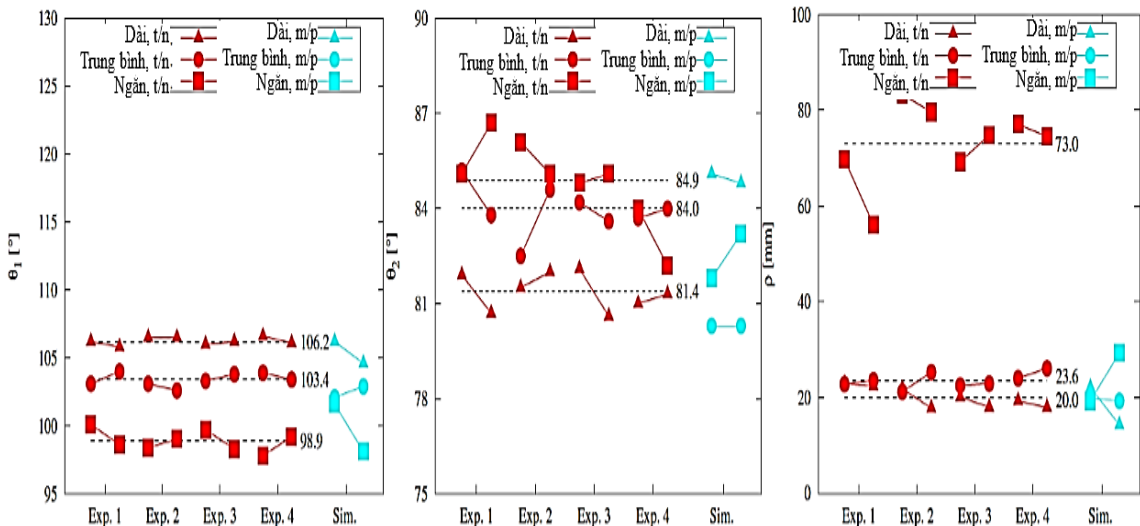 130
125
120
115
110
105
100
95
θ1 [°]
Dài, t/n
Trung bình, t/n
Ngăn, t/n
Dài, m/p
Trung bình, m/p
Ngăn, m/p
106.2
103.4
98.9
Exp. 1 Exp. 2 Exp. 3 Exp. 4 Sim.
90
87
84
81
78
75
θ2 [°]
Dài, t/n
Trung bình, t/n
Ngăn, t/n
Dài, m/p
Trung bình, m/p
Ngăn, m/p
84.9
84.0
81.4
Exp. 1 Exp. 2 Exp. 3 Exp. 4 Sim.
100
80
60
40
20
0
ρ [mm]
Dài, t/n
Trung bình, t/n
Ngăn, t/n
Dài, m/p
Trung bình, m/p
Ngăn, m/p
73.0
23.6
20.0
Exp. 1 Exp. 2 Exp. 3 Exp. 4 Sim.